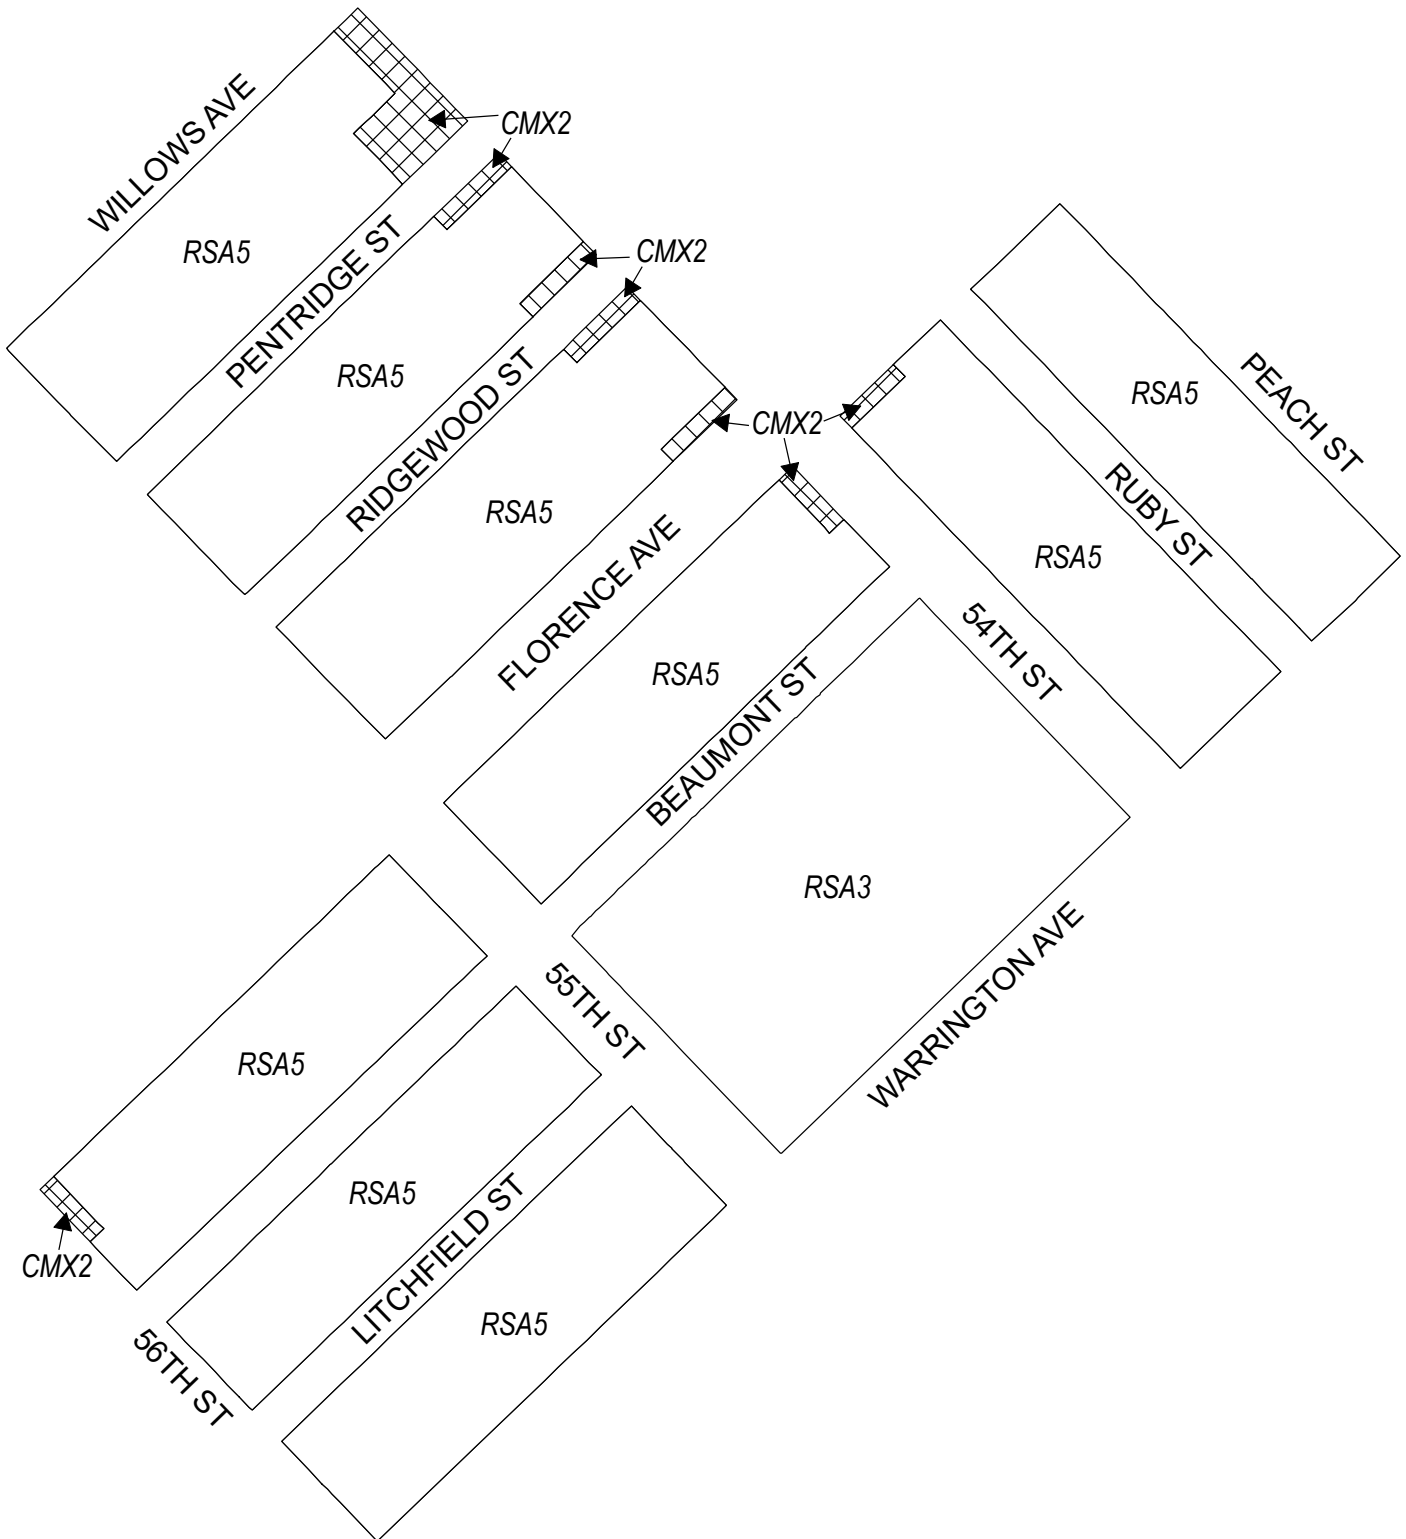 WILLOWS AVE
CMX2
RSA5
PENTRIDGE ST
CMX2
RSA5
RIDGEWOOD ST
CMX2
RSA5
PEACH ST
RSA5
RUBY ST
RSA5
FLORENCE AVE
RSA5
54TH ST
BEAUMONT ST
RSA3
WARRINGTON AVE
55TH ST
RSA5
RSA5
LITCHFIELD ST
CMX2
RSA5
56TH ST